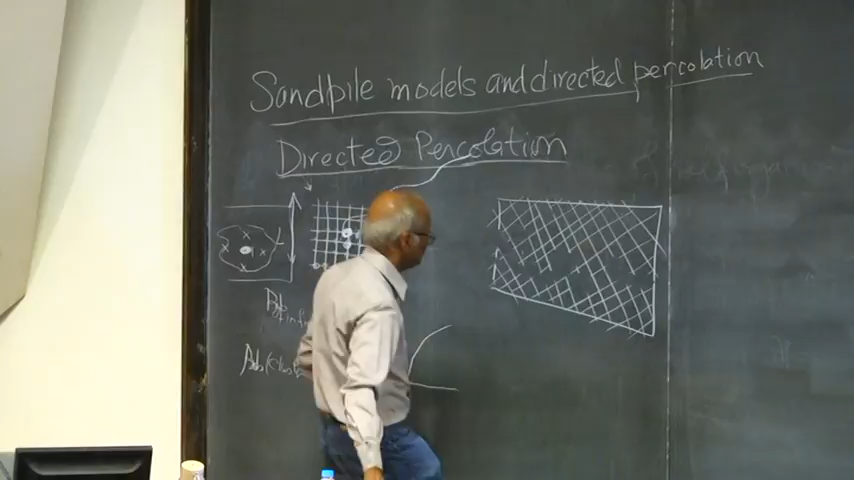 Sandpile models and directed percolation
Directed Percolation